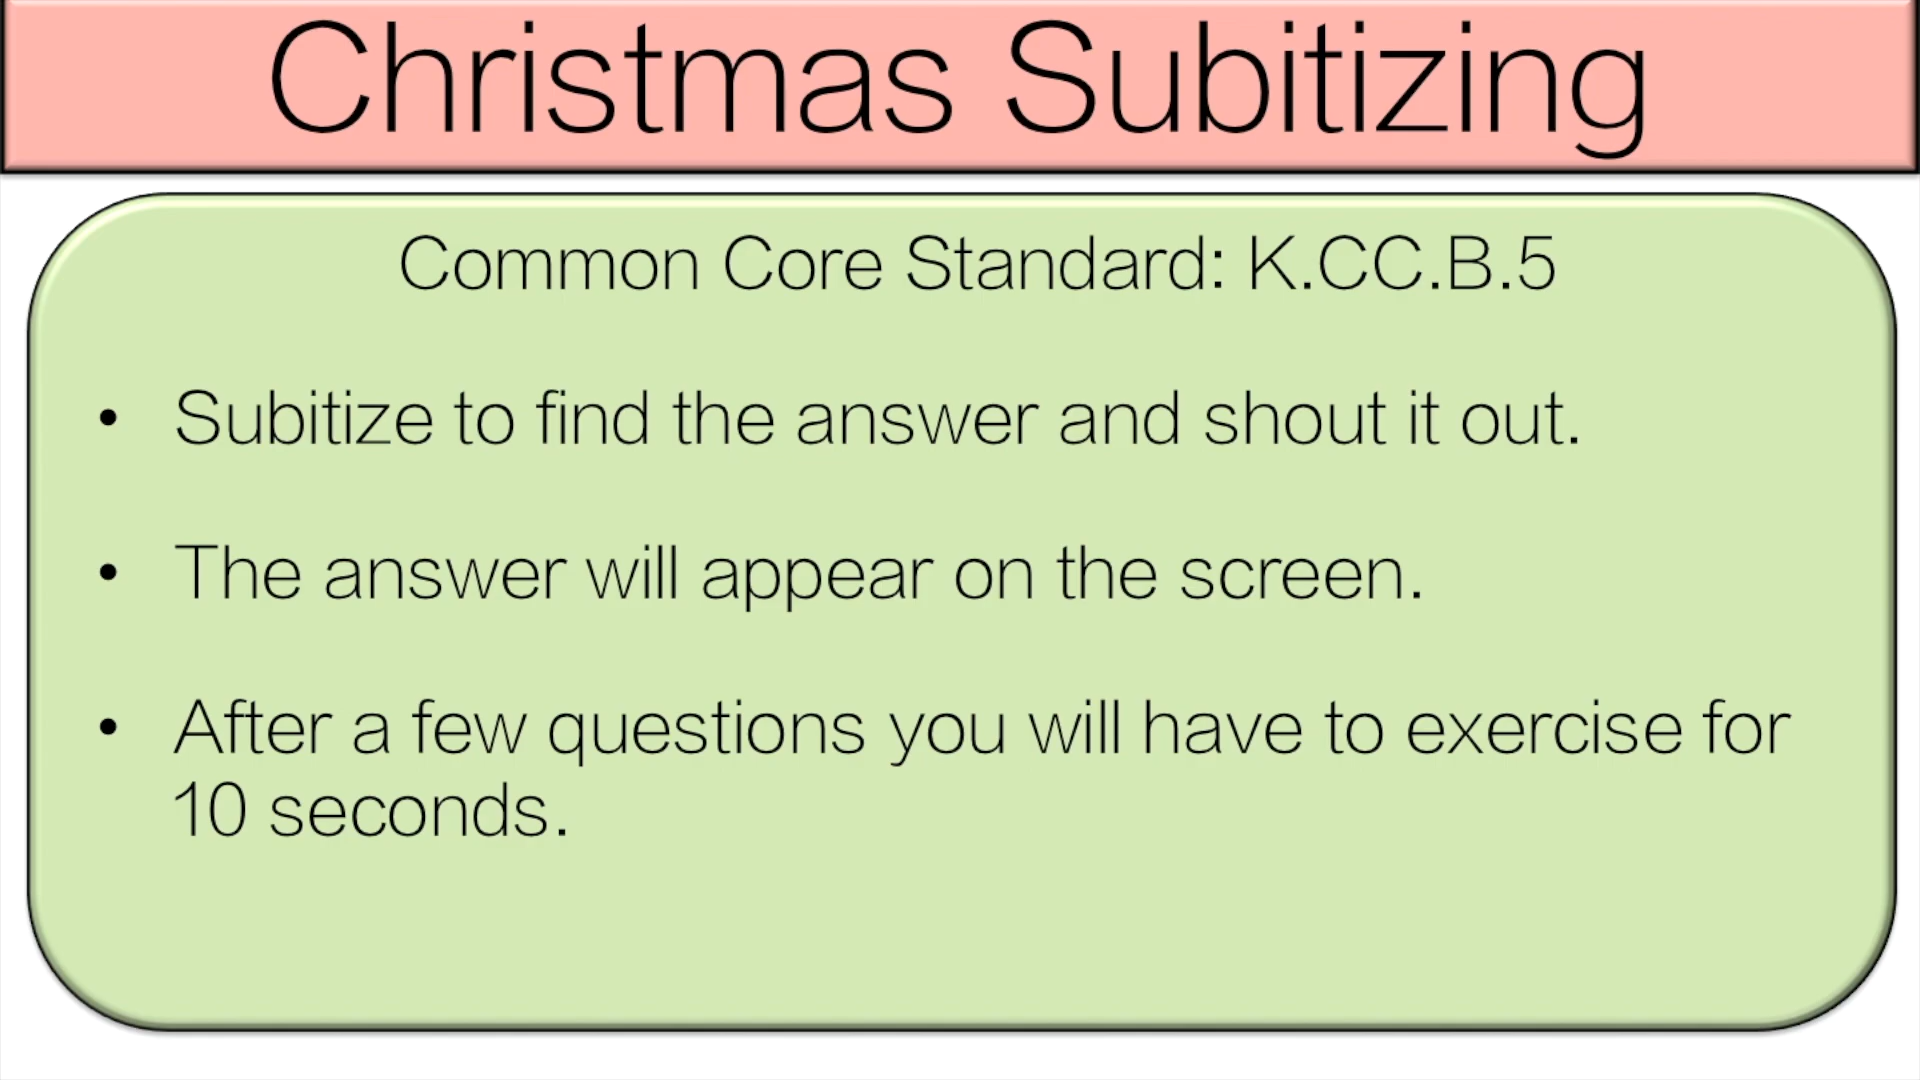 Christmas Subitizing
Common Core Standard: K.CC.B.5
• Subitize to find the answer and shout it out.
• The answer will appear on the screen.
• After a few questions you will have to exercise for
10 seconds.